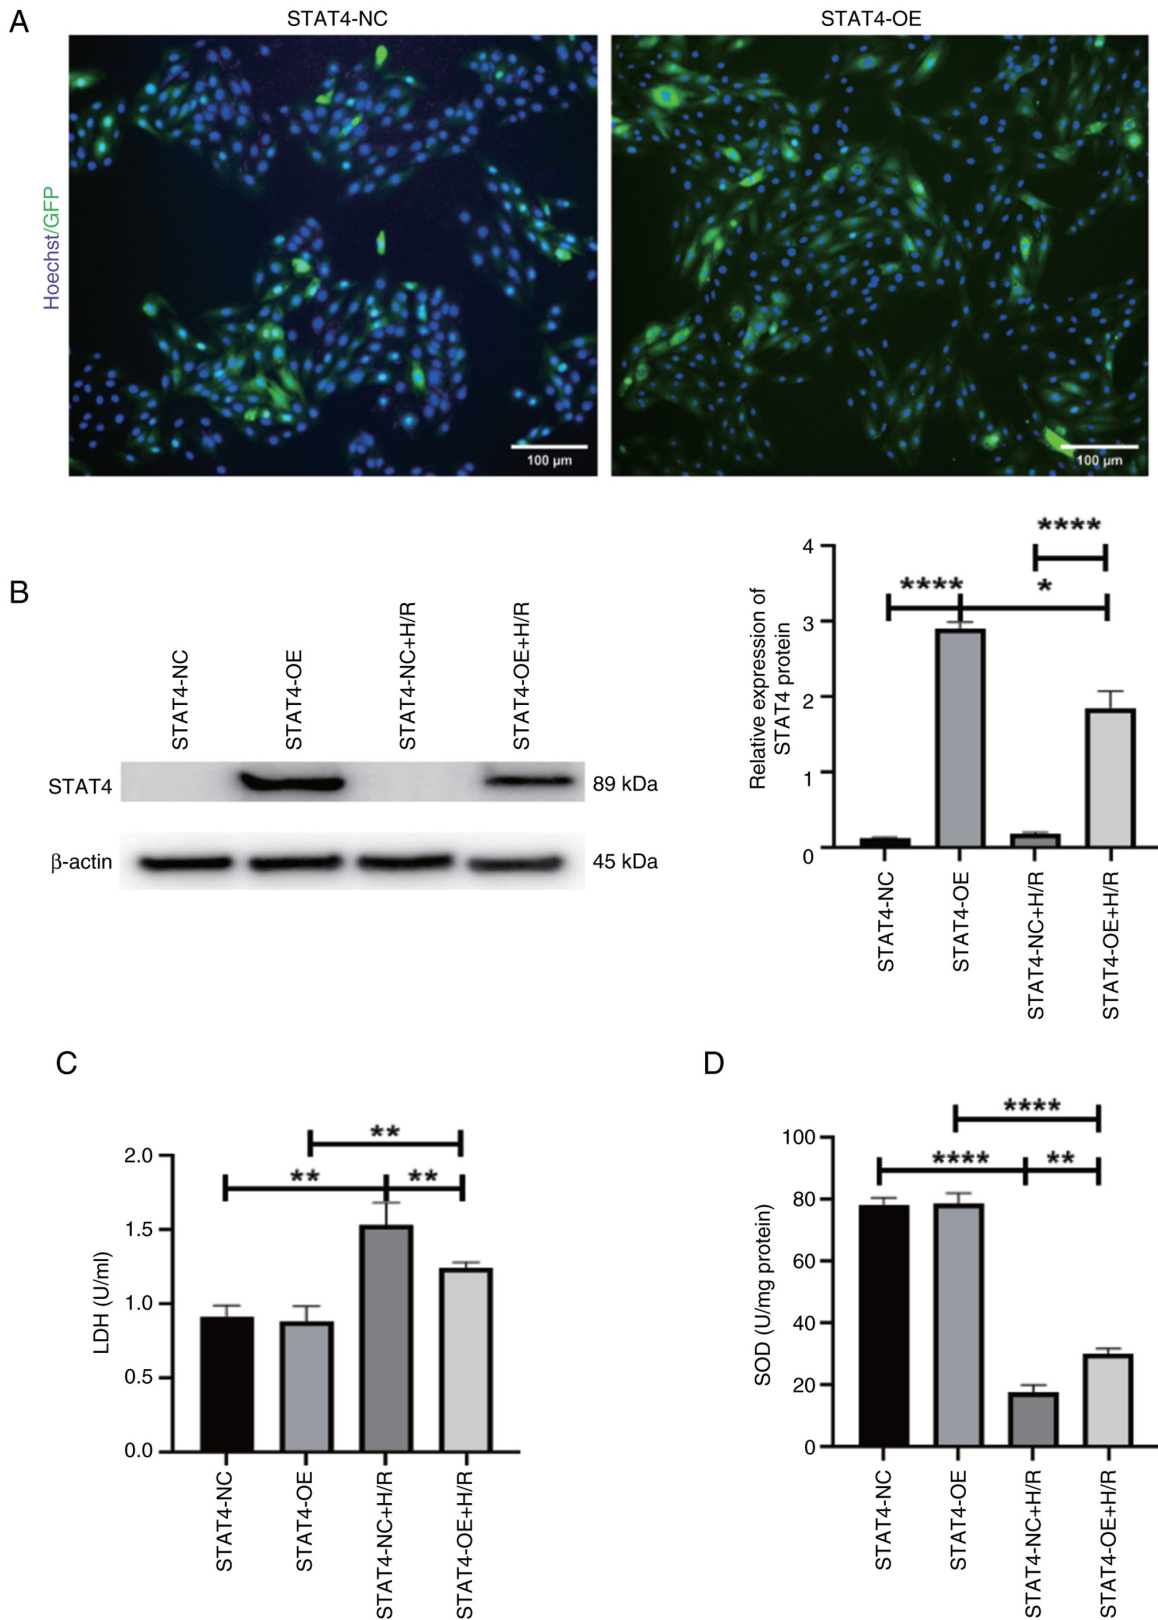 A
STAT4-NC
STAT4-OE
Hoechst/GFP
100 µm
100 µm
B
STAT4-NC
STAT4-OE
STAT4-NC+H/R
STAT4-OE+H/R
STAT4
89 kDa
β-actin
45 kDa
Relative expression of
STAT4 protein
4
3
2
1
0
****
****
*
STAT4-NC
STAT4-OE
STAT4-NC+H/R
STAT4-OE+H/R
C
LDH (U/ml)
2.0
1.5
1.0
0.5
0.0
**
**
**
STAT4-NC
STAT4-OE
STAT4-NC+H/R
STAT4-OE+H/R
D
SOD (U/mg protein)
100
80
60
40
20
0
****
****
**
STAT4-NC
STAT4-OE
STAT4-NC+H/R
STAT4-OE+H/R